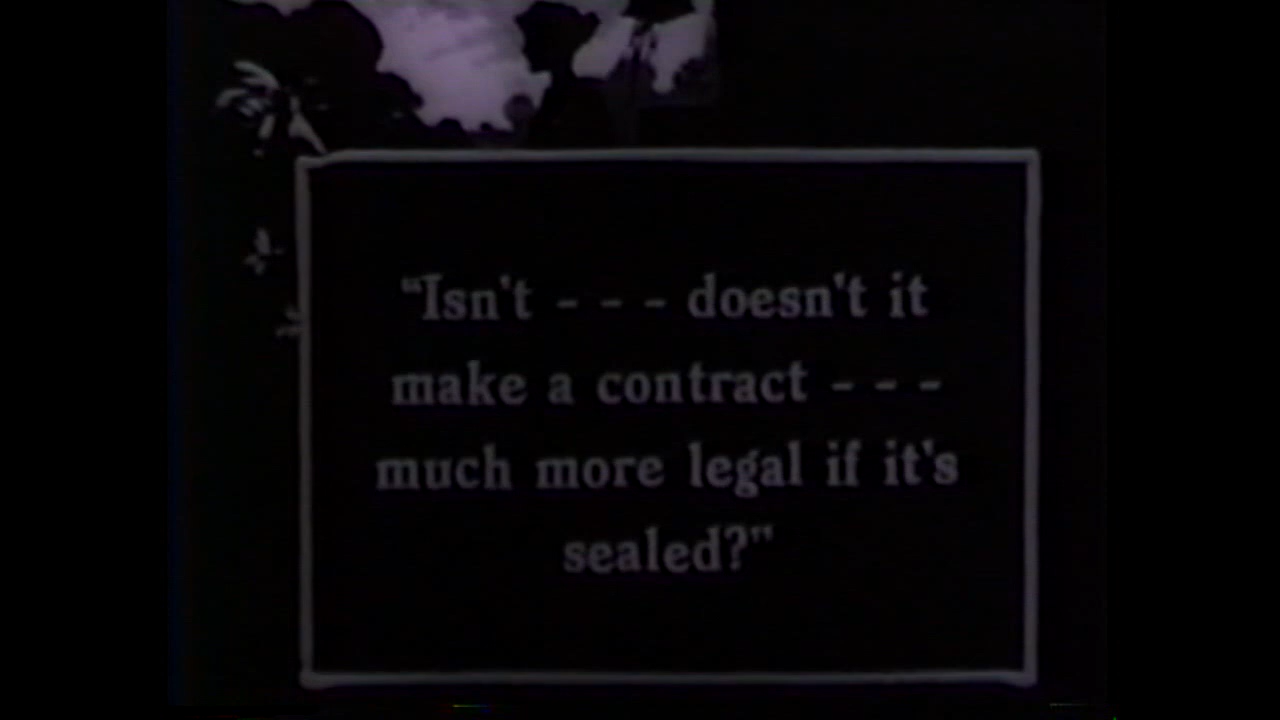 "Isn't - - - doesn't it
make a contract - - -
much more legal if it's
sealed?"